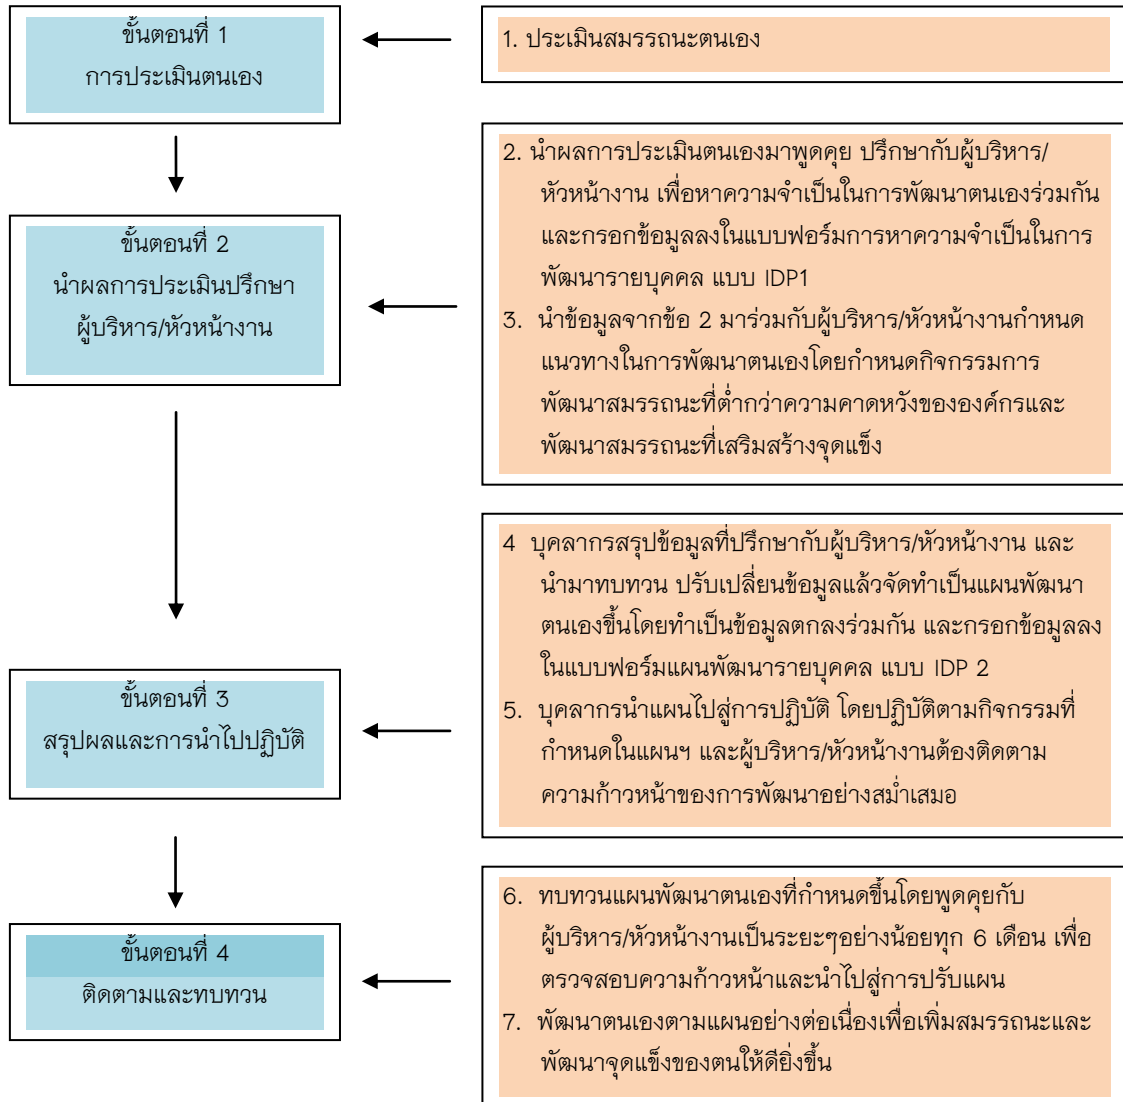 ขั้นตอนที่ 1
การประเมินตนเอง
1. ประเมินสมรรถนะตนเอง
ขั้นตอนที่ 2
นำผลการประเมินปรึกษา
ผู้บริหาร/หัวหน้างาน
2. นำผลการประเมินตนเองมาพูดคุย ปรึกษากับผู้บริหาร/
หัวหน้างาน เพื่อหาความจำเป็นในการพัฒนาตนเองร่วมกัน
และกรอกข้อมูลลงในแบบฟอร์มการหาความจำเป็นในการ
พัฒนารายบุคคล แบบ IDP1
3. นำข้อมูลจากข้อ 2 มาร่วมกับผู้บริหาร/หัวหน้างานกำหนด
แนวทางในการพัฒนาตนเองโดยกำหนดกิจกรรมการ
พัฒนาสมรรถนะที่ต่ำกว่าความคาดหวังขององค์กรและ
พัฒนาสมรรถนะที่เสริมสร้างจุดแข็ง
ขั้นตอนที่ 3
สรุปผลและการนำไปปฏิบัติ
4 บุคลากรสรุปข้อมูลที่ปรึกษากับผู้บริหาร/หัวหน้างาน และ
นำมาทบทวน ปรับเปลี่ยนข้อมูลแล้วจัดทำเป็นแผนพัฒนา
ตนเองขึ้นโดยทำเป็นข้อมูลตกลงร่วมกัน และกรอกข้อมูลลง
ในแบบฟอร์มแผนพัฒนารายบุคคล แบบ IDP 2
5. บุคลากรนำแผนไปสู่การปฏิบัติ โดยปฏิบัติตามกิจกรรมที่
กำหนดในแผนฯ และผู้บริหาร/หัวหน้างานต้องติดตาม
ความก้าวหน้าของการพัฒนาอย่างสม่ำเสมอ
ขั้นตอนที่ 4
ติดตามและทบทวน
6. ทบทวนแผนพัฒนาตนเองที่กำหนดขึ้นโดยพูดคุยกับ
ผู้บริหาร/หัวหน้างานเป็นระยะๆอย่างน้อยทุก 6 เดือน เพื่อ
ตรวจสอบความก้าวหน้าและนำไปสู่การปรับแผน
7. พัฒนาตนเองตามแผนอย่างต่อเนื่องเพื่อเพิ่มสมรรถนะและ
พัฒนาจุดแข็งของตนให้ดียิ่งขึ้น